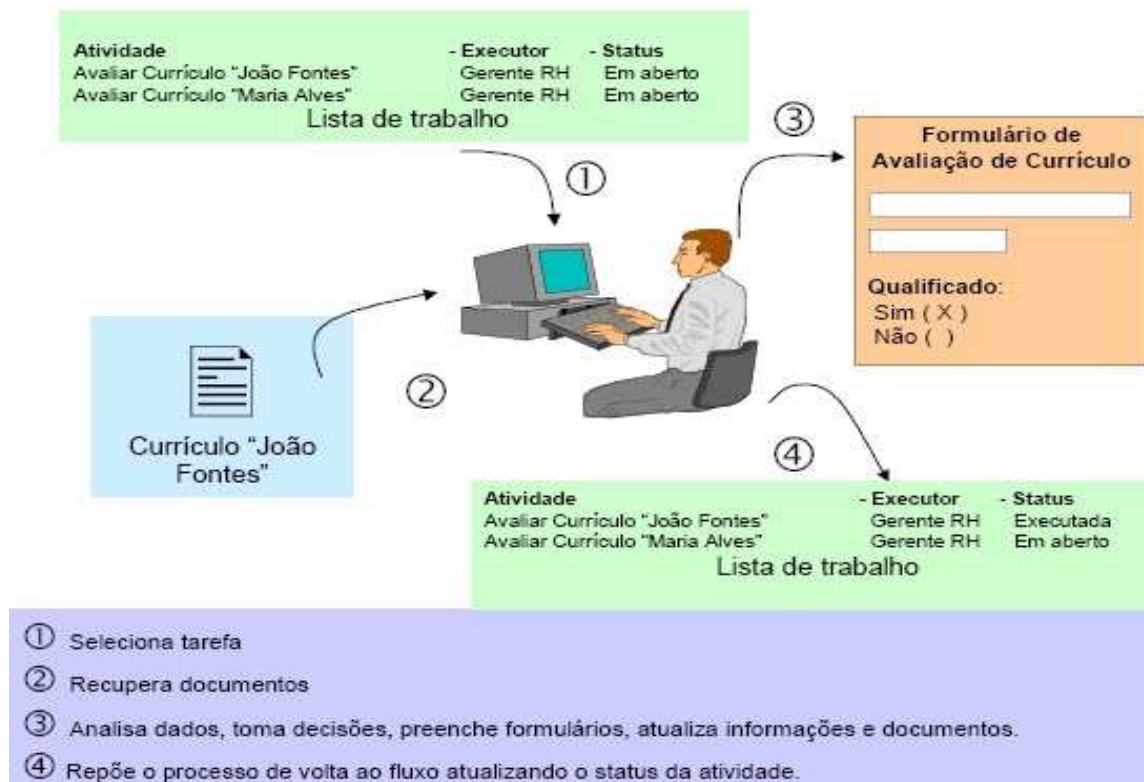 Atividade - Executor - Status
Avaliar Currículo "João Fontes" Gerente RH Em aberto
Avaliar Currículo "Maria Alves" Gerente RH Em aberto
Lista de trabalho
①
③
Formulário de
Avaliação de Currículo
Qualificado:
Sim ( X )
Não ( )
②
Currículo "João
Fontes"
④
Atividade - Executor - Status
Avaliar Currículo "João Fontes" Gerente RH Executada
Avaliar Currículo "Maria Alves" Gerente RH Em aberto
Lista de trabalho
① Seleciona tarefa
② Recupera documentos
③ Analisa dados, toma decisões, preenche formulários, atualiza informações e documentos.
④ Repõe o processo de volta ao fluxo atualizando o status da atividade.